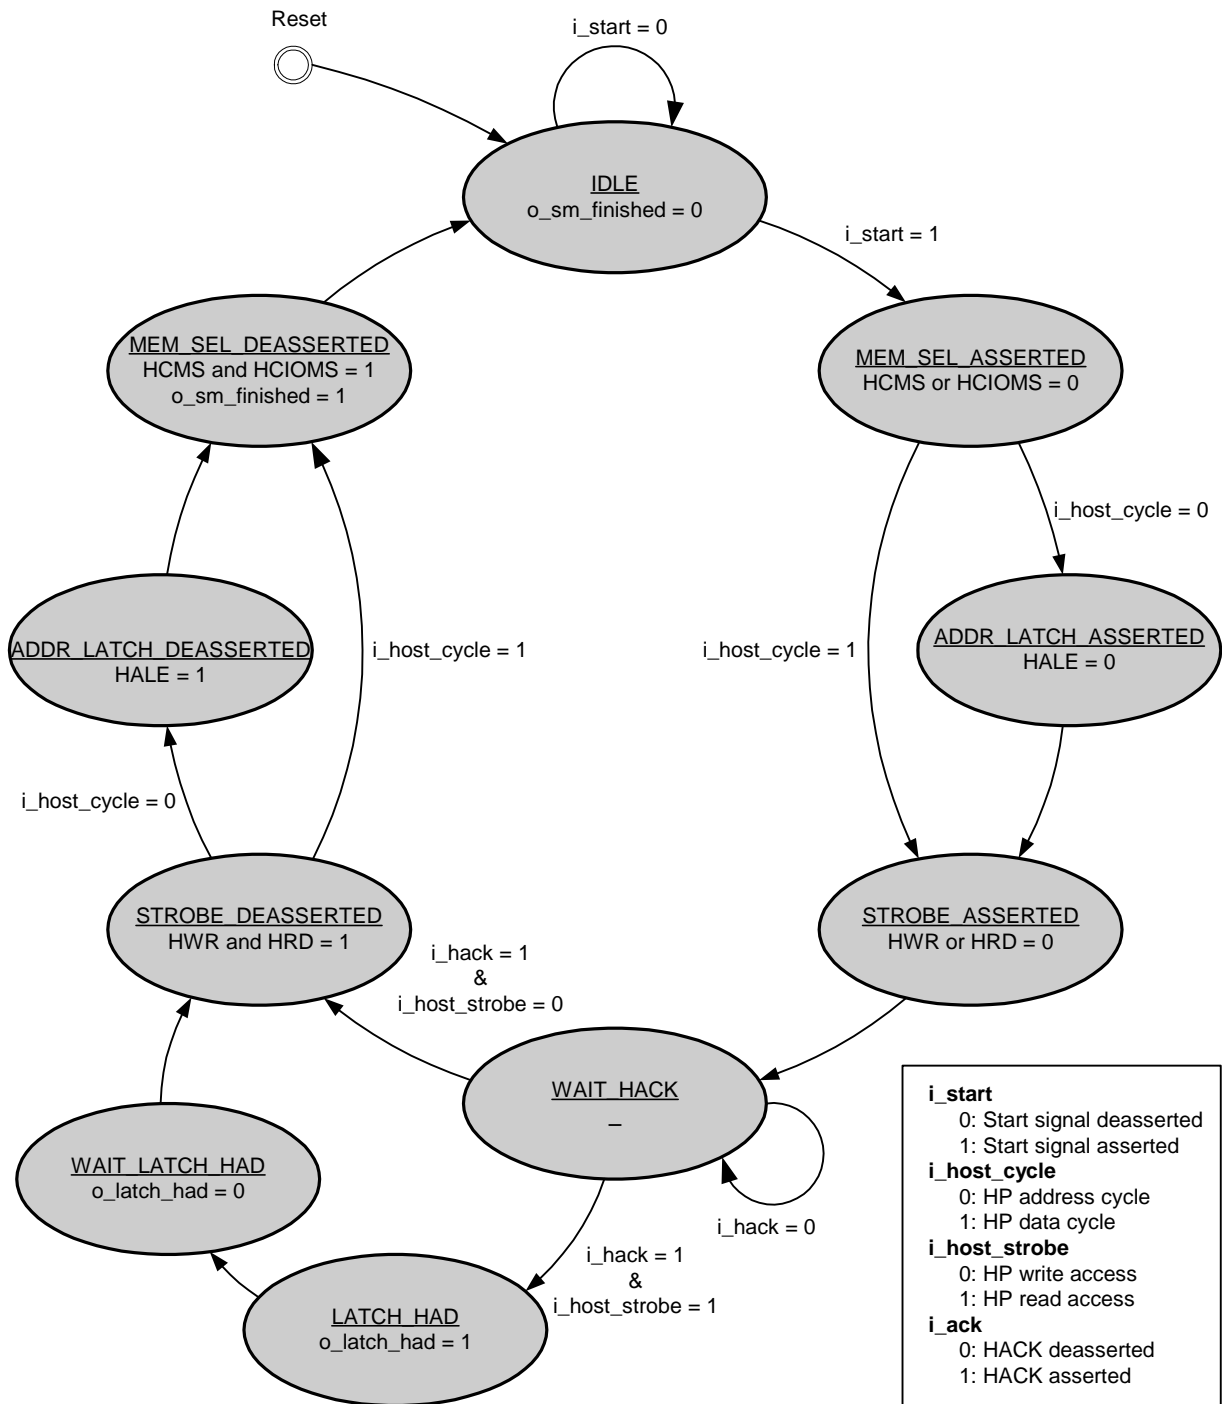 Reset
i_start = 0
IDLE
o_sm_finished = 0
i_start = 1
MEM_SEL_DEASSERTED
HCMS and HCIOMS = 1
o_sm_finished = 1
MEM_SEL_ASSERTED
HCMS or HCIOMS = 0
i_host_cycle = 0
ADDR_LATCH_DEASSERTED
HALE = 1
i_host_cycle = 1
i_host_cycle = 1
ADDR_LATCH_ASSERTED
HALE = 0
i_host_cycle = 0
STROBE_DEASSERTED
HWR and HRD = 1
STROBE_ASSERTED
HWR or HRD = 0
i_hack = 1
&
i_host_strobe = 0
WAIT_HACK
–
WAIT_LATCH_HAD
o_latch_had = 0
i_hack = 0
i_hack = 1
&
i_host_strobe = 1
LATCH_HAD
o_latch_had = 1
i_start
0: Start signal deasserted
1: Start signal asserted
i_host_cycle
0: HP address cycle
1: HP data cycle
i_host_strobe
0: HP write access
1: HP read access
i_ack
0: HACK deasserted
1: HACK asserted